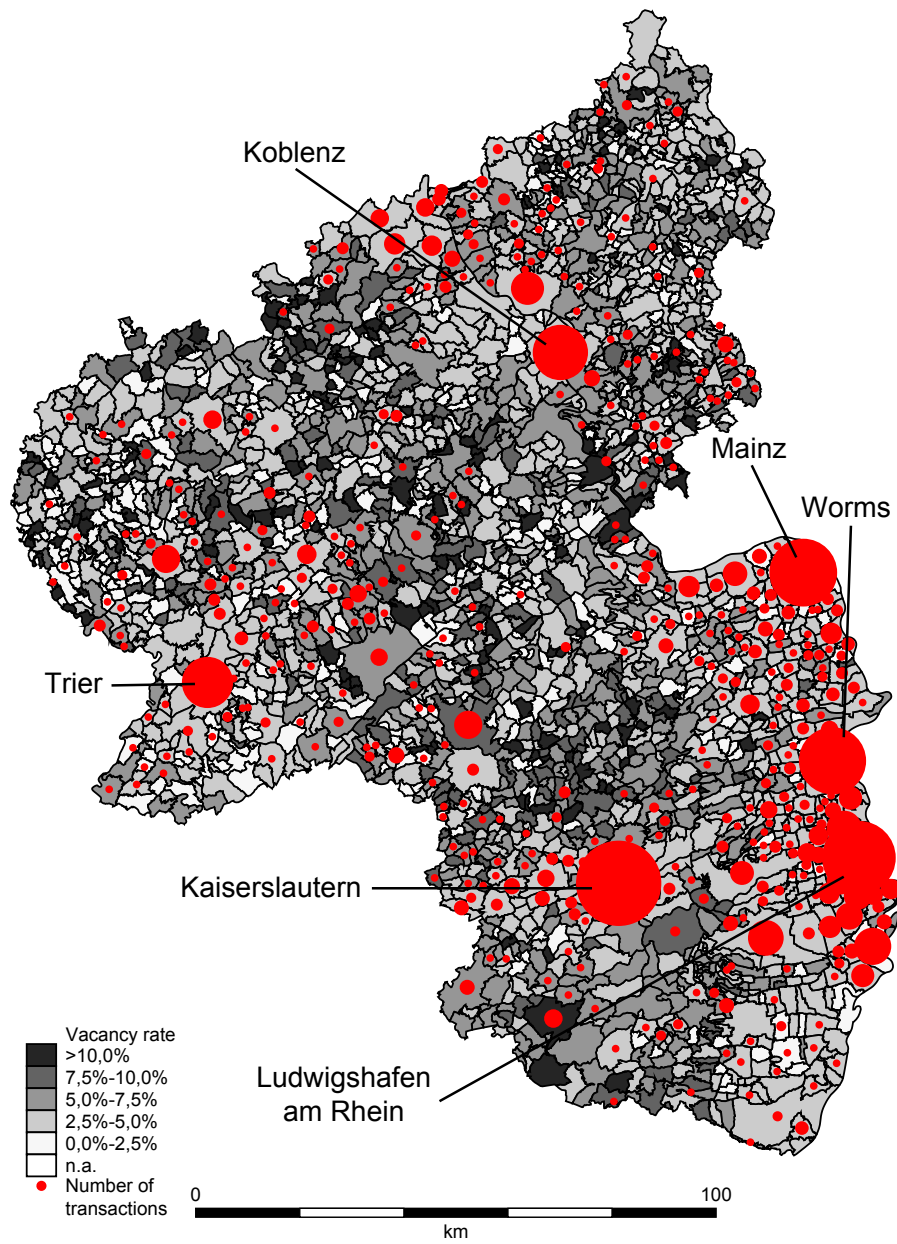 Koblenz
Mainz
Worms
Trier
Kaiserslautern
Ludwigshafen
am Rhein
Vacancy rate
>10,0%
7,5%-10,0%
5,0%-7,5%
2,5%-5,0%
0,0%-2,5%
n.a.
Number of
transactions
0 100
km